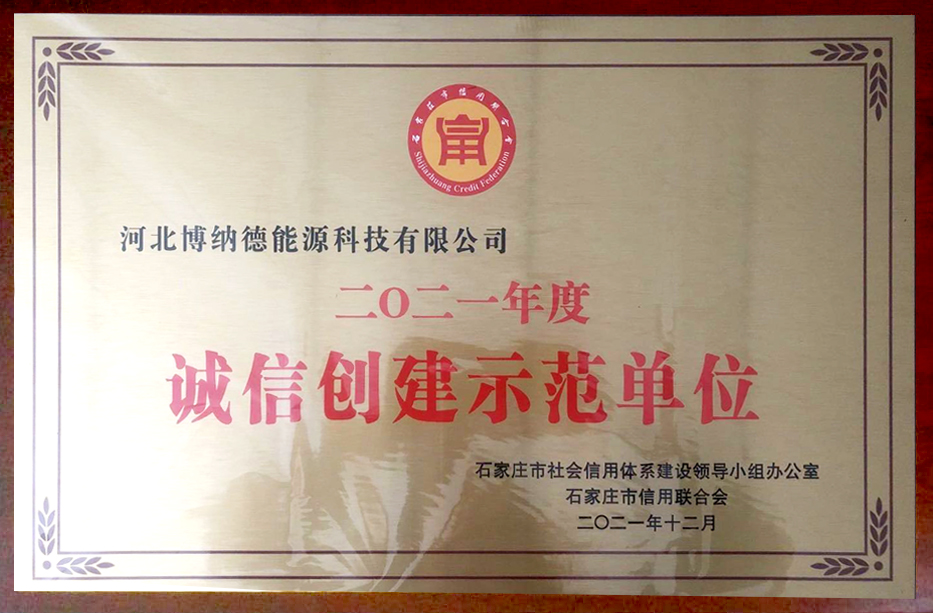 石家庄市信用联合会
Shijiazhuang Credit Federation
河北博纳德能源科技有限公司
二〇二一年度
诚信创建示范单位
石家庄市社会信用体系建设领导小组办公室
石家庄市信用联合会
二〇二一年十二月